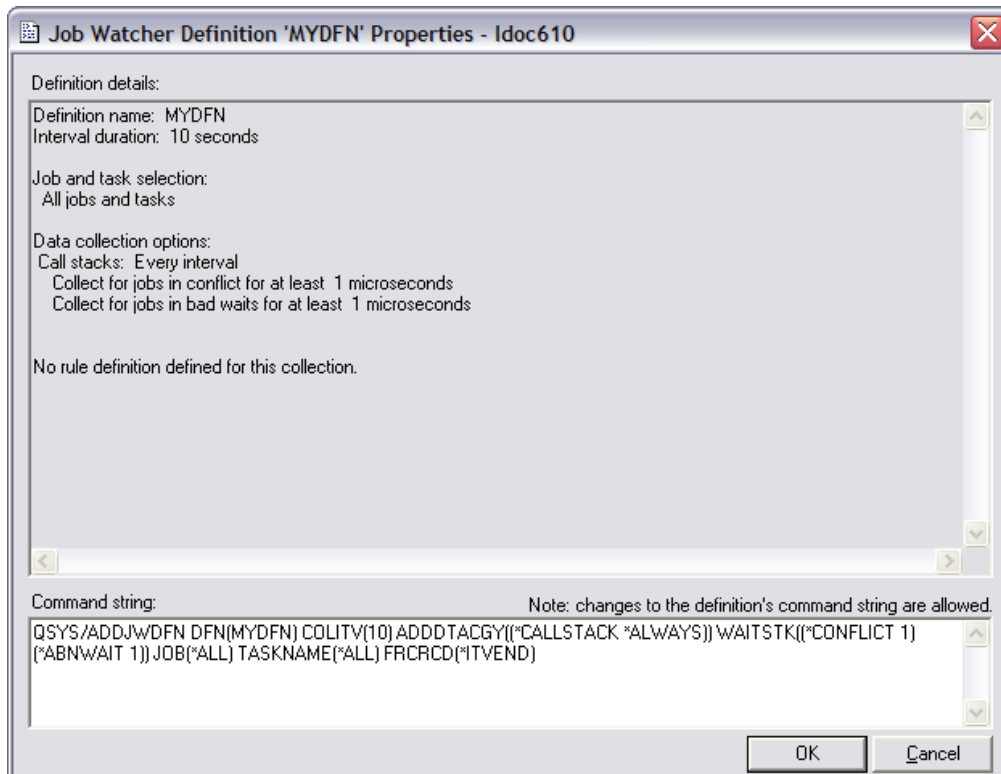 Job Watcher Definition 'MYDFN' Properties - Idoc610
Definition details:
Definition name:  MYDFN
Interval duration:  10 seconds
Job and task selection:
All jobs and tasks
Data collection options:
Call stacks:  Every interval
Collect for jobs in conflict for at least  1 microseconds
Collect for jobs in bad waits for at least  1 microseconds
No rule definition defined for this collection.
Command string:
Note: changes to the definition's command string are allowed.
QSYS/ADDJWDFN DFN(MYDFN) COLITV(10) ADDDTACGY((*CALLSTACK *ALWAYS)) WAITSTK((*CONFLICT 1)
(*ABNWAIT 1)) JOB(*ALL) TASKNAME(*ALL) FRCRCD(*ITVEND)
OK
Cancel